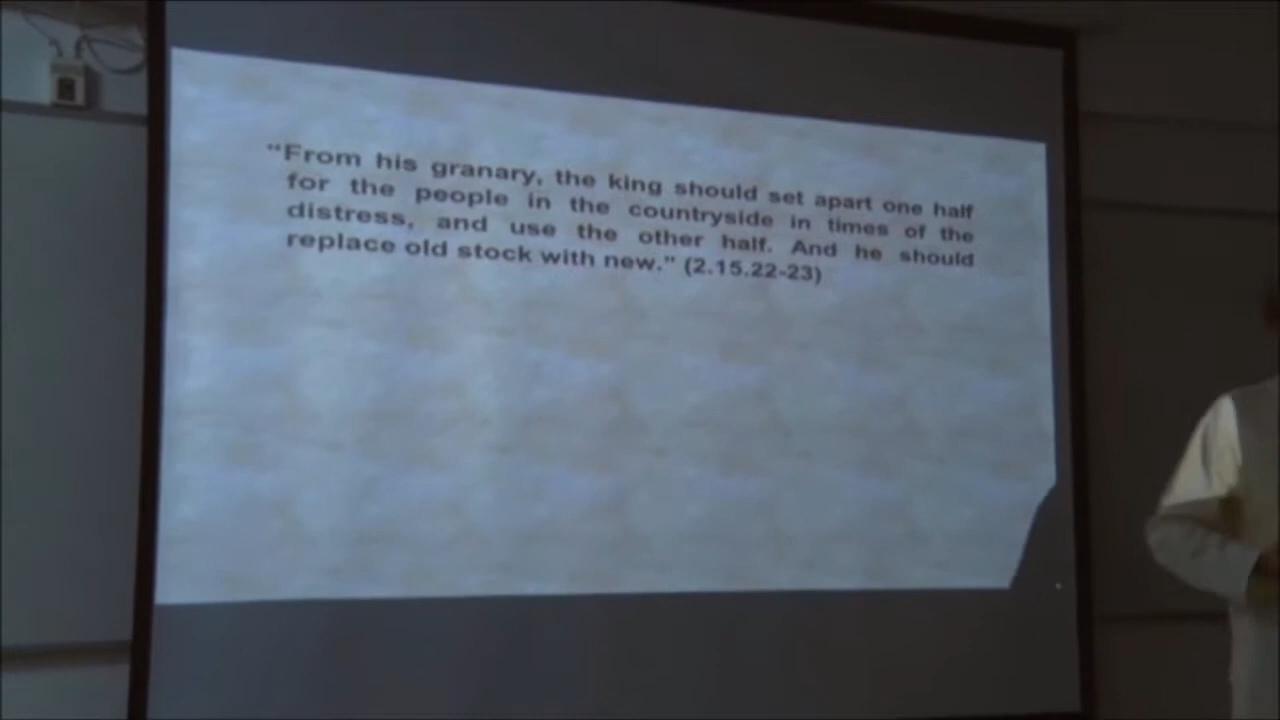 “From his granary, the king should set apart one half
for the people in the countryside in times of the
distress, and use the other half. And he should
replace old stock with new.” (2.15.22-23)